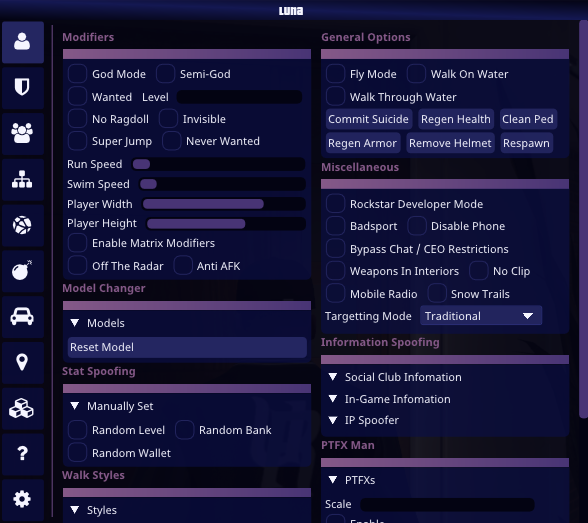 Luna
Modifiers
God Mode Semi-God
Wanted Level
No Ragdoll Invisible
Super Jump Never Wanted
Run Speed
Swim Speed
Player Width
Player Height
Enable Matrix Modifiers
Off The Radar Anti AFK
Model Changer
Models
Reset Model
Stat Spoofing
Manually Set
Random Level Random Bank
Random Wallet
Walk Styles
Styles
General Options
Fly Mode Walk On Water
Walk Through Water
Commit Suicide Regen Health Clean Ped
Regen Armor Remove Helmet Respawn
Miscellaneous
Rockstar Developer Mode
Badsport Disable Phone
Bypass Chat / CEO Restrictions
Weapons In Interiors No Clip
Mobile Radio Snow Trails
Targetting Mode Traditional
Information Spoofing
Social Club Infomation
In-Game Infomation
IP Spoofer
PTFX Man
PTFXs
Scale
Enable